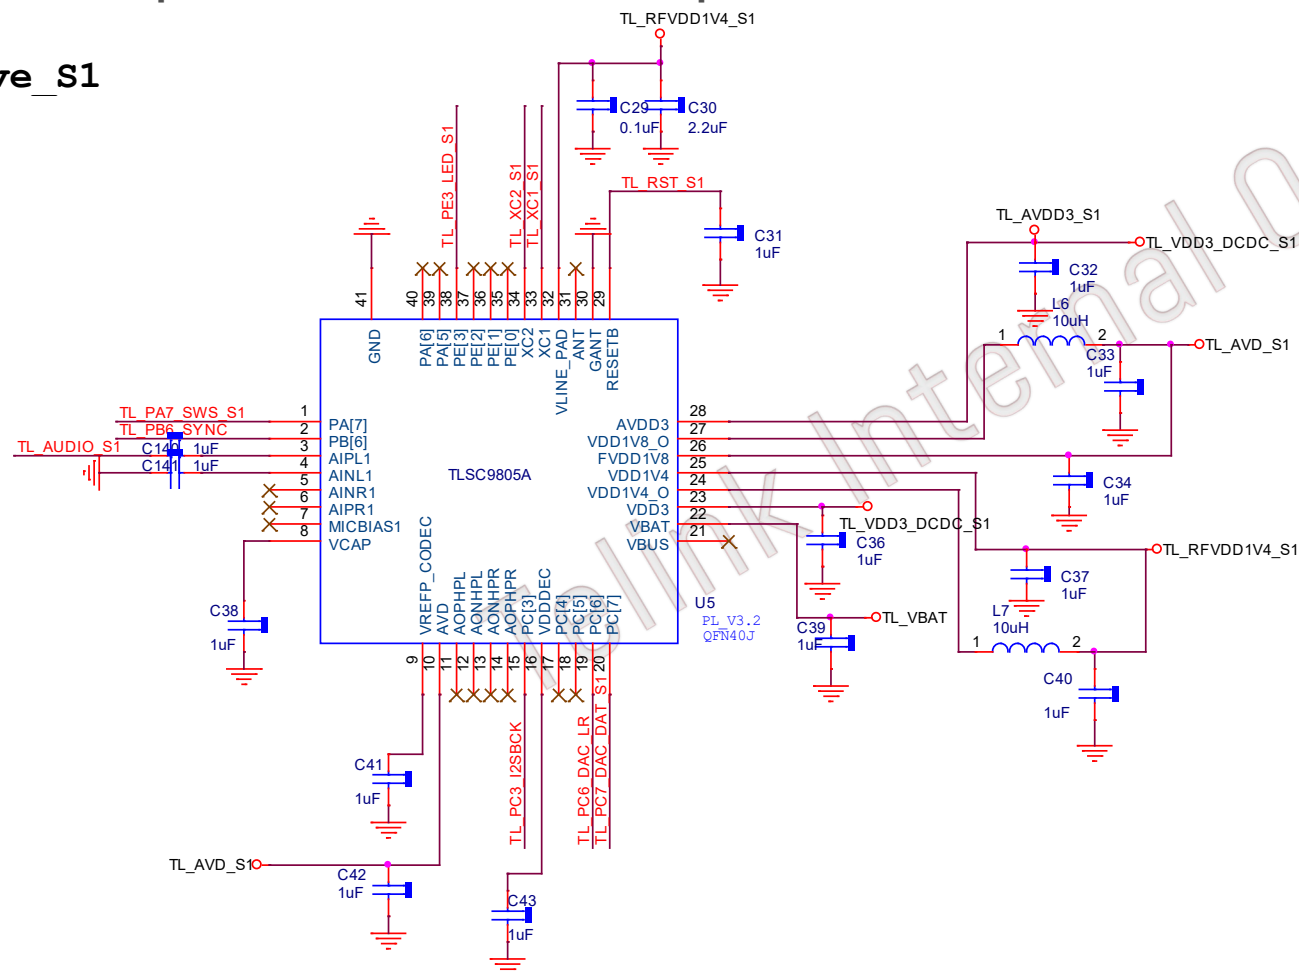 TL_RFVDD1V4_S1
ve_S1
C29
0.1uF
C30
2.2uF
TL_PE3_LED_S1
TL_XC2_S1
TL_XC1_S1
TL_RST_S1
C31
1uF
TL_AVDD3_S1
TL_VDD3_DCDC_S1
C32
1uF
L6
10uH
1
2
TL_AVD_S1
C33
1uF
41
40
39
38
37
36
35
34
33
32
31
30
29
GND
PA[6]
PA[5]
PE[3]
PE[2]
PE[1]
PE[0]
XC2
XC1
VLINE_PAD
ANT
GANT
RESETB
TL_PA7_SWS_S1
TL_PB6_SYNC
TL_AUDIO_S1
C140
1uF
C141
1uF
1
2
3
4
5
6
7
8
PA[7]
PB[6]
AIPL1
AINL1
AINR1
AIPR1
MICBIAS1
VCAP
TLSC9805A
AVDD3
VDD1V8_O
FVDD1V8
VDD1V4
VDD1V4_O
VDD3
VBAT
VBUS
28
27
26
25
24
23
22
21
C34
1uF
TL_VDD3_DCDC_S1
C36
1uF
TL_RFVDD1V4_S1
C37
1uF
L7
10uH
1
2
C39
1uF
TL_VBAT
C40
1uF
U5
PL_V3.2
QFN40J
C38
1uF
VREFP_CODEC
AVD
AOPHPL
AONHPL
AONHPR
AOPHPR
PC[3]
VDDDEC
PC[4]
PC[5]
PC[6]
PC[7]
9
10
11
12
13
14
15
16
17
18
19
20
TL_PC3_I2SBCK
TL_PC6_DAC_LR
TL_PC7_DAC_DAT_S1
C41
1uF
TL_AVD_S1
C42
1uF
C43
1uF
Telink Internal O